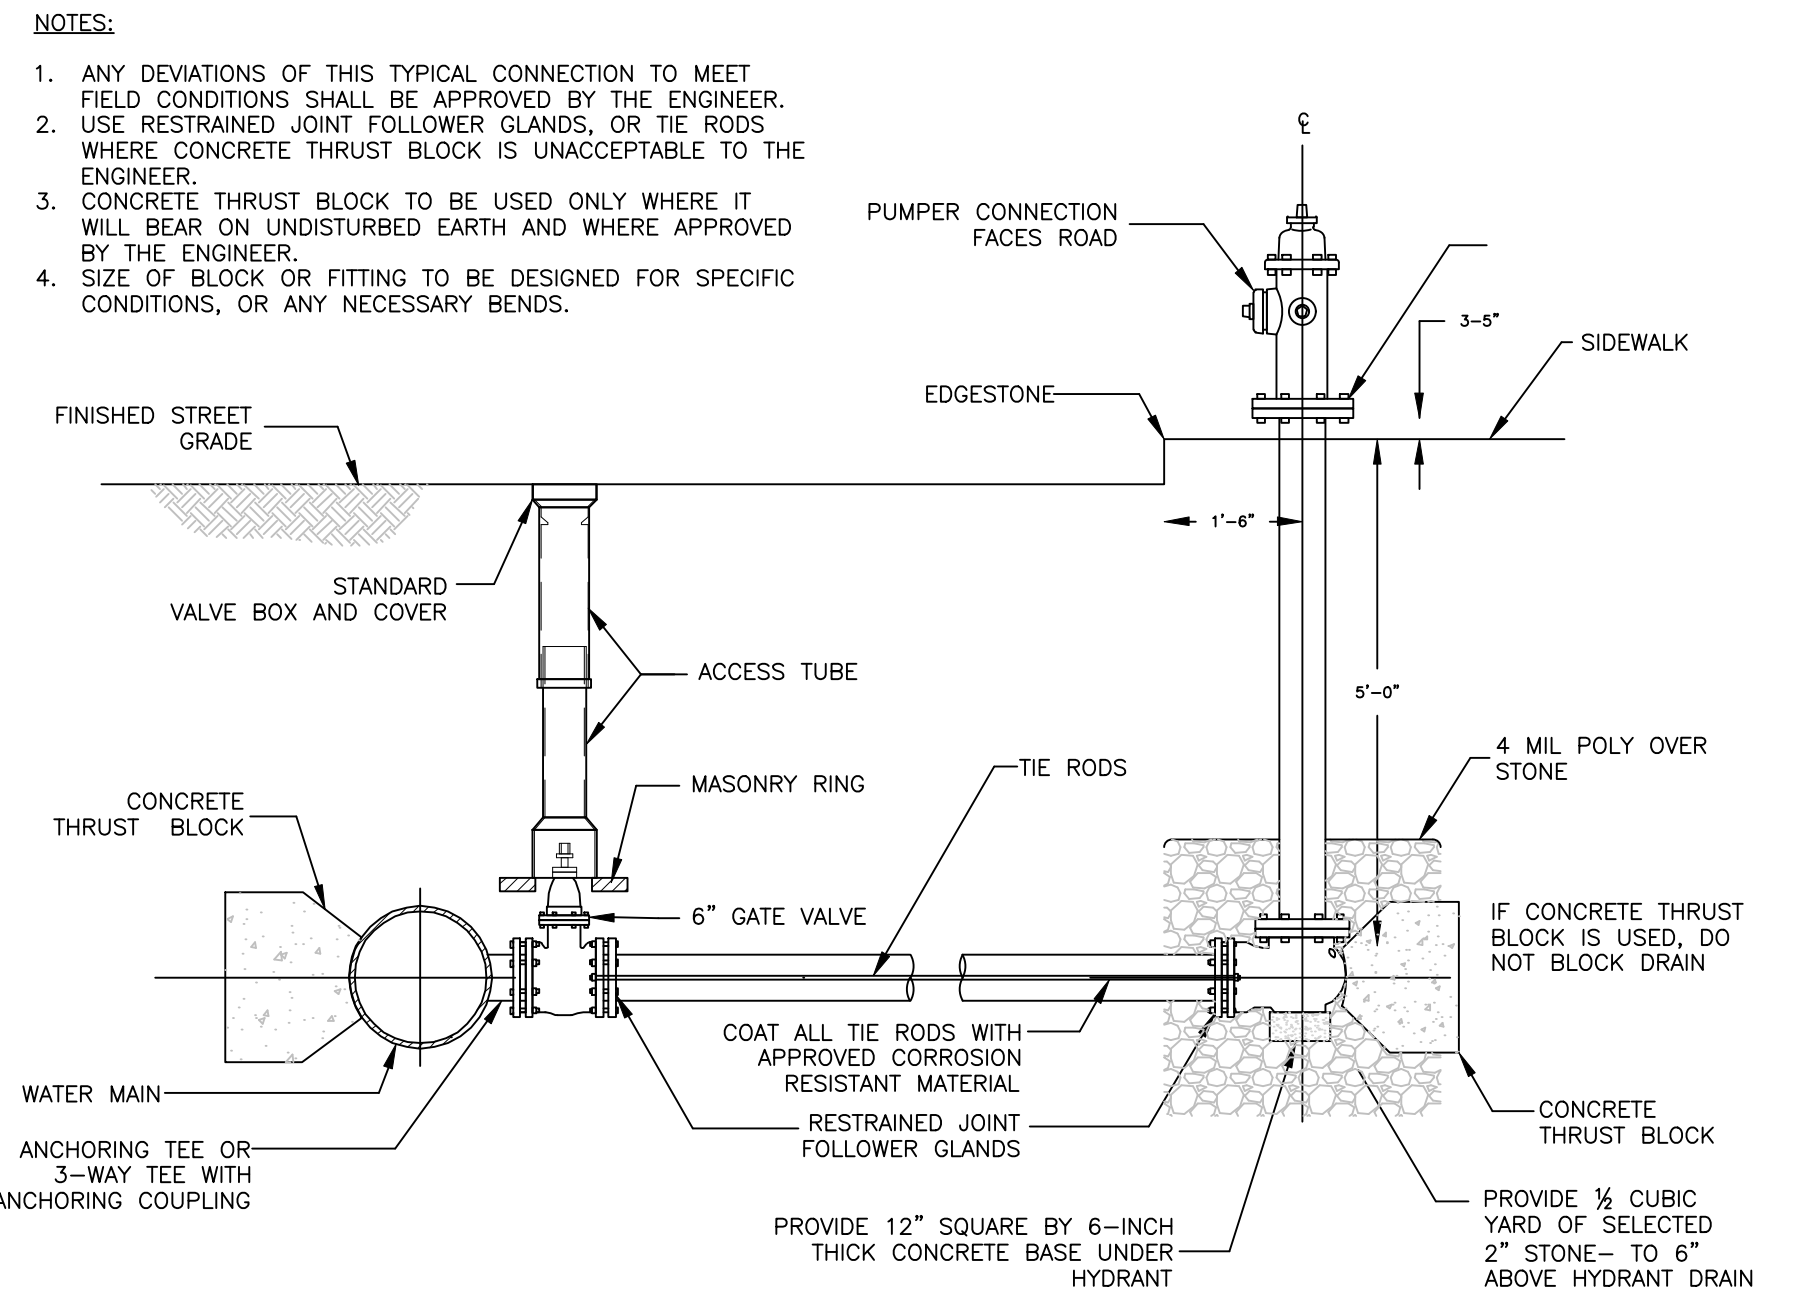 NOTES:
1. ANY DEVIATIONS OF THIS TYPICAL CONNECTION TO MEET
FIELD CONDITIONS SHALL BE APPROVED BY THE ENGINEER.
2. USE RESTRAINED JOINT FOLLOWER GLANDS, OR TIE RODS
WHERE CONCRETE THRUST BLOCK IS UNACCEPTABLE TO THE
ENGINEER.
3. CONCRETE THRUST BLOCK TO BE USED ONLY WHERE IT
WILL BEAR ON UNDISTURBED EARTH AND WHERE APPROVED
BY THE ENGINEER.
4. SIZE OF BLOCK OR FITTING TO BE DESIGNED FOR SPECIFIC
CONDITIONS, OR ANY NECESSARY BENDS.
℄
PUMPER CONNECTION
FACES ROAD
3-5"
SIDEWALK
EDGESTONE
FINISHED STREET
GRADE
1'-6"
STANDARD
VALVE BOX AND COVER
ACCESS TUBE
5'-0"
4 MIL POLY OVER
STONE
TIE RODS
MASONRY RING
CONCRETE
THRUST BLOCK
6" GATE VALVE
IF CONCRETE THRUST
BLOCK IS USED, DO
NOT BLOCK DRAIN
COAT ALL TIE RODS WITH
APPROVED CORROSION
RESISTANT MATERIAL
WATER MAIN
RESTRAINED JOINT
FOLLOWER GLANDS
CONCRETE
THRUST BLOCK
ANCHORING TEE OR
3-WAY TEE WITH
ANCHORING COUPLING
PROVIDE 12" SQUARE BY 6-INCH
THICK CONCRETE BASE UNDER
HYDRANT
PROVIDE ½ CUBIC
YARD OF SELECTED
2" STONE- TO 6"
ABOVE HYDRANT DRAIN